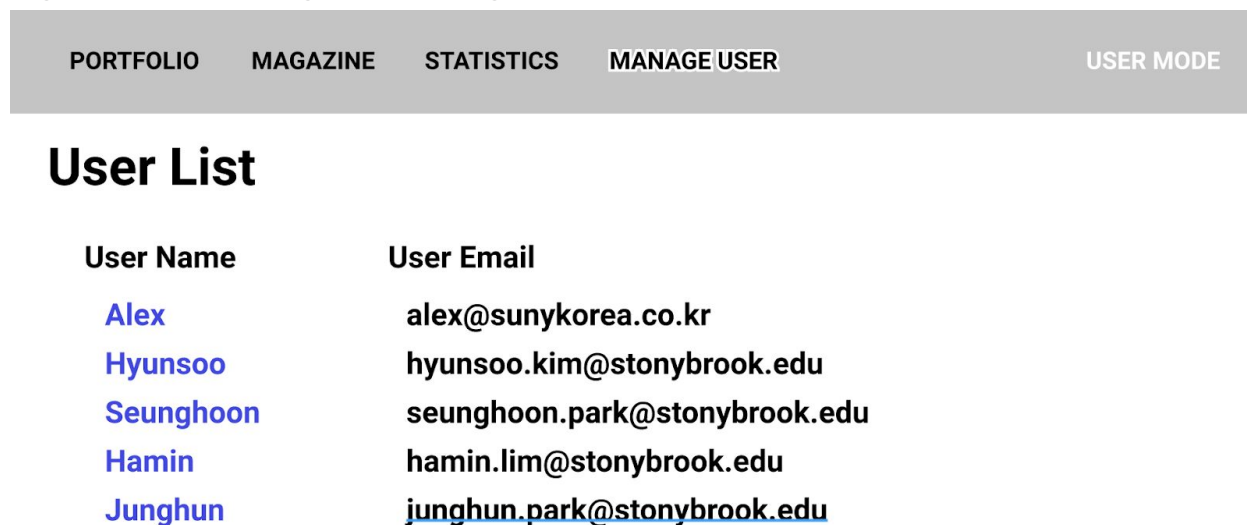 PORTFOLIO MAGAZINE STATISTICS MANAGE USER USER MODE
User List
User Name User Email
Alex alex@sunykorea.co.kr
Hyunsoo hyunsoo.kim@stonybrook.edu
Seunghoon seunghoon.park@stonybrook.edu
Hamin hamin.lim@stonybrook.edu
Junghun junghun.park@stonybrook.edu